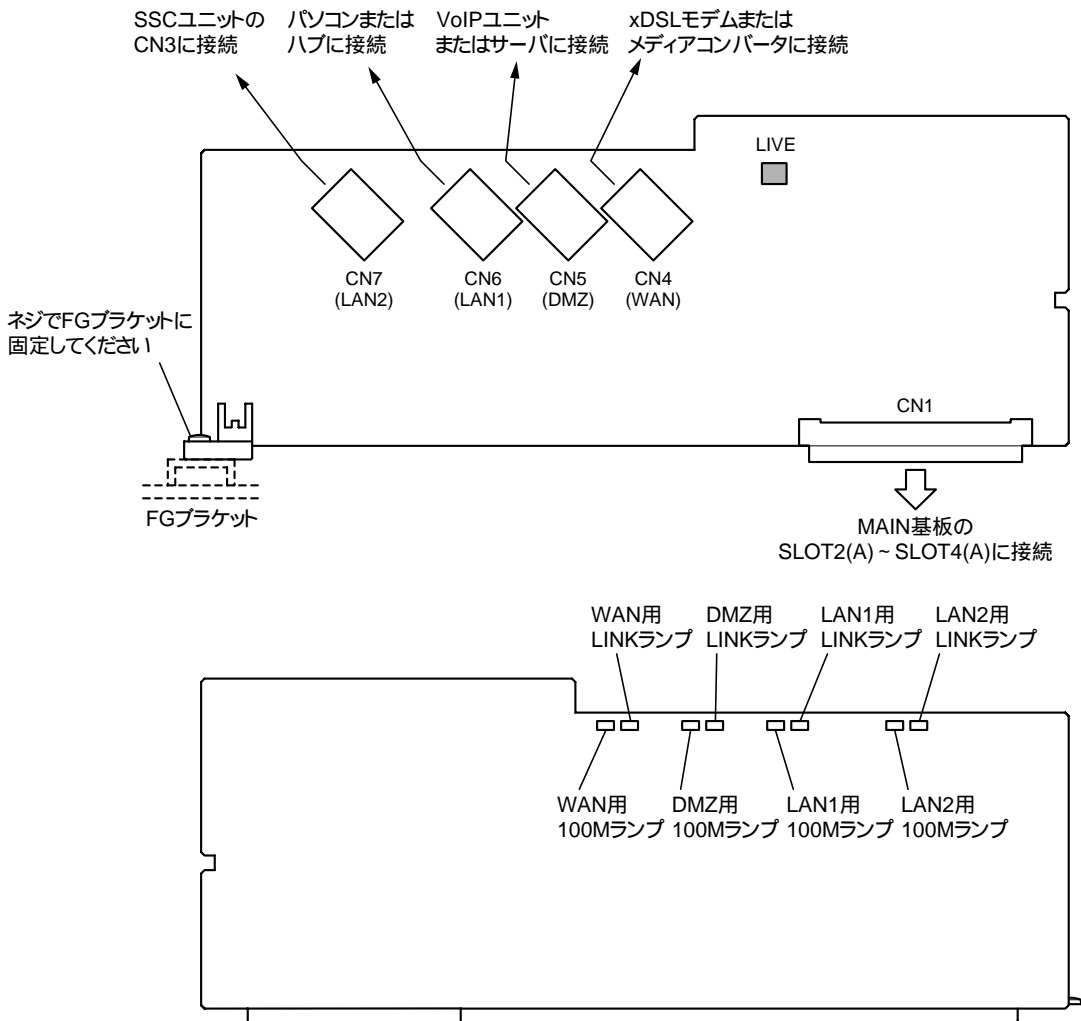 SSCユニットの
CN3に接続
パソコンまたは
ハブに接続
VoIPユニット
またはサーバに接続
xDSLモデムまたは
メディアコンバータに接続
LIVE
CN7
(LAN2)
CN6
(LAN1)
CN5
(DMZ)
CN4
(WAN)
ネジでFGブラケットに
固定してください
CN1
FGブラケット
MAIN基板の
SLOT2(A) ~ SLOT4(A)に接続
WAN用
LINKランプ
DMZ用
LINKランプ
LAN1用
LINKランプ
LAN2用
LINKランプ
WAN用
100Mランプ
DMZ用
100Mランプ
LAN1用
100Mランプ
LAN2用
100Mランプ